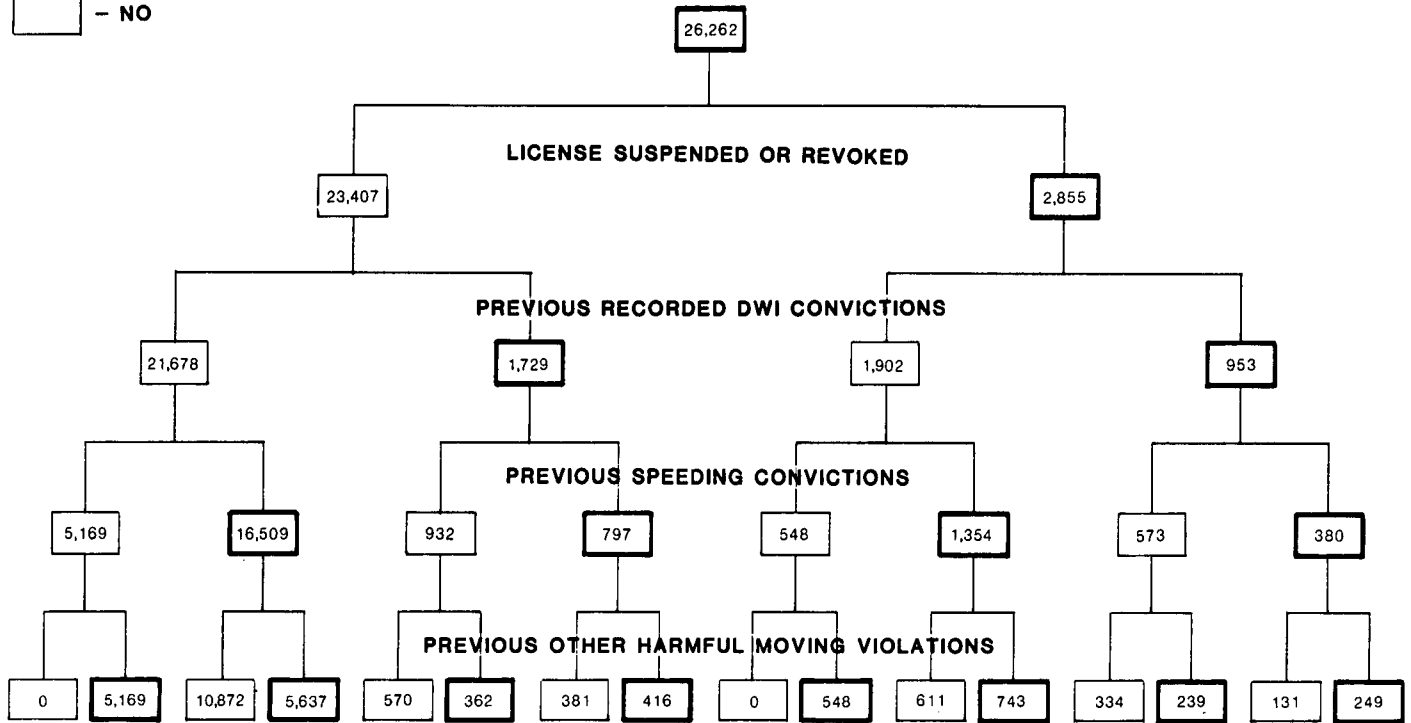 – NO
26,262
LICENSE SUSPENDED OR REVOKED
23,407 2,855
PREVIOUS RECORDED DWI CONVICTIONS
21,678 1,729 1,902 953
PREVIOUS SPEEDING CONVICTIONS
5,169 16,509 932 797 548 1,354 573 380
PREVIOUS OTHER HARMFUL MOVING VIOLATIONS
0 5,169 10,872 5,637 570 362 381 416 0 548 611 743 334 239 131 249